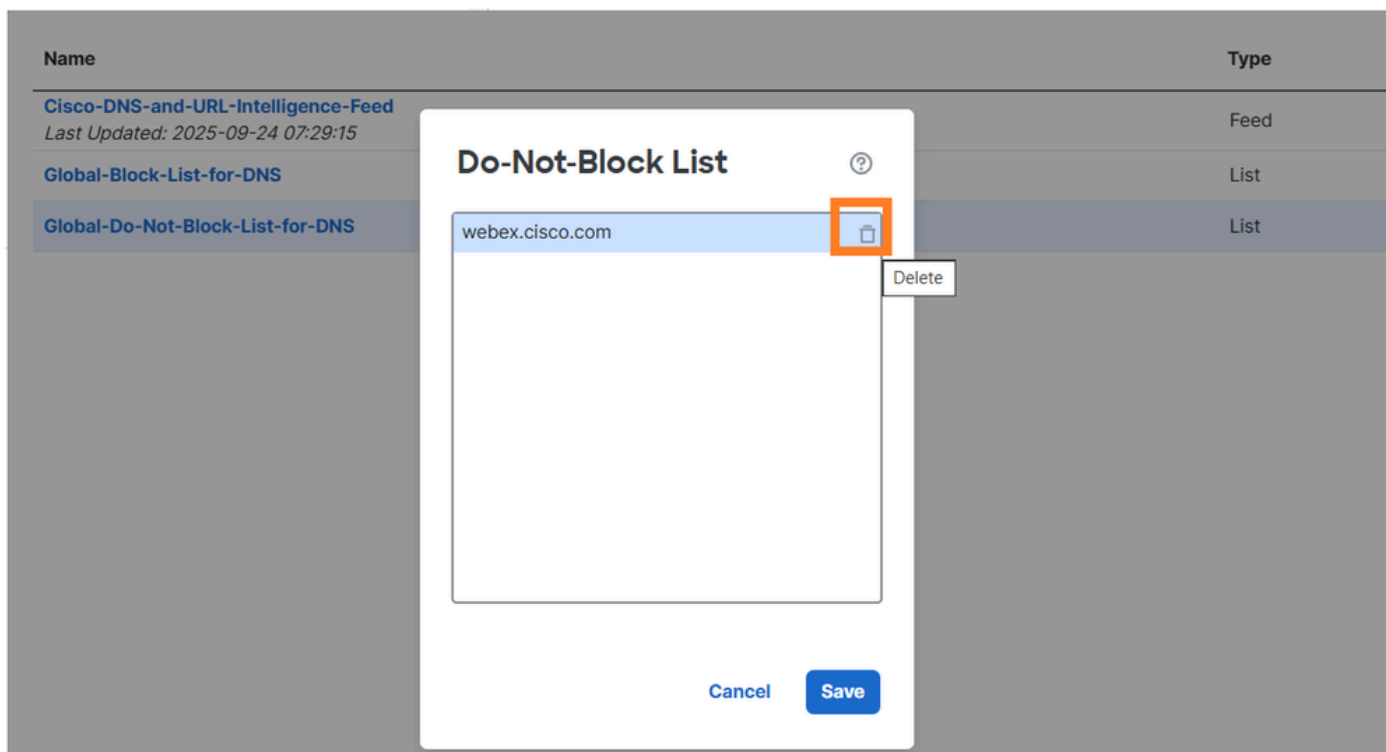 Name
Type
Cisco-DNS-and-URL-Intelligence-Feed
Last Updated: 2025-09-24 07:29:15
Feed
Global-Block-List-for-DNS
List
Global-Do-Not-Block-List-for-DNS
List
Do-Not-Block List
?
webex.cisco.com
Delete
Cancel
Save